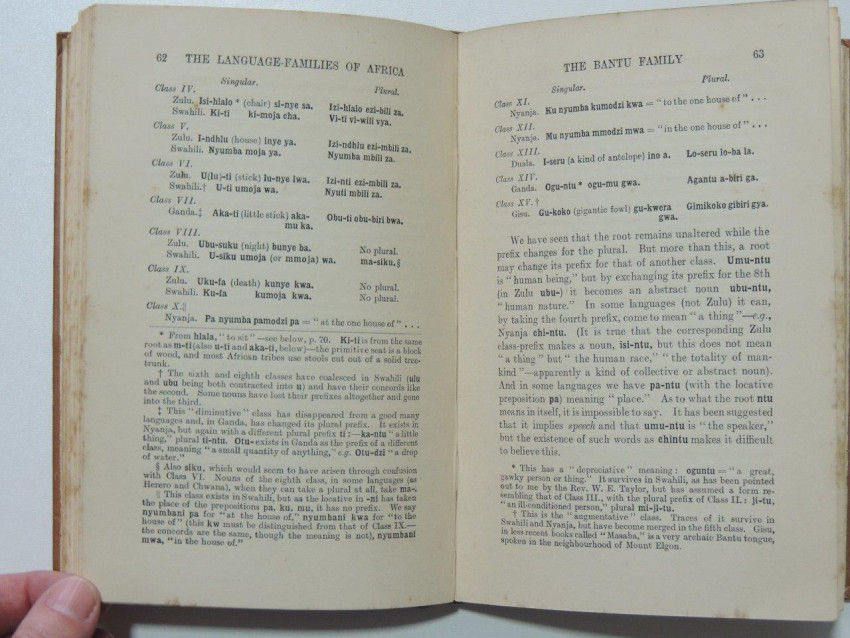 62 THE LANGUAGE-FAMILIES OF AFRICA
Singular. Plural.
Class IV.
Zulu. Isi-hlalo * (chair) si-nye sa. Izi-hlalo ezi-bili za.
Swahili. Ki-ti ki-moja cha. Vi-ti vi-wili vya.
Class V.
Zulu. I-ndhlu (house) inye ya. Izi-ndhlu ezi-mbili za.
Swahili. Nyumba moja ya. Nyumba mbili za.
Class VI.
Zulu. U(lu)-ti (stick) lu-nye lwa. Izi-nti ezi-mbili za.
Swahili.† U-ti umoja wa. Nyuti mbili za.
Class VII.
Ganda.‡ Aka-ti (little stick) aka- Obu-ti obu-biri bwa.
mu ka.
Class VIII.
Zulu. Ubu-suku (night) bunye ba. No plural.
Swahili. U-siku umoja (or mmoja) wa. ma-siku.§
Class IX.
Zulu. Uku-fa (death) kunye kwa. No plural.
Swahili. Ku-fa kumoja kwa. No plural.
Class X.||
Nyanja. Pa nyumba pamodzi pa = "at the one house of" ...
* From hlala, "to sit"—see below, p. 70. Ki-ti is from the same
root as m-ti (also u-ti and aka-ti, below)—the primitive seat is a block
of wood, and most African tribes use stools cut out of a solid tree-
trunk.
† The sixth and eighth classes have coalesced in Swahili (ulu
and ubu being both contracted into u) and have their concords like
the second. Some nouns have lost their prefixes altogether and gone
into the third.
‡ This "diminutive" class has disappeared from a good many
languages and, in Ganda, has changed its plural prefix. It exists in
Nyanja, but again with a different plural prefix ti:—ka-ntu "a little
thing," plural ti-ntu. Otu- exists in Ganda as the prefix of a different
class, meaning "a small quantity of anything," e.g. Otu-dzi "a drop
of water."
§ Also siku, which would seem to have arisen through confusion
with Class VI. Nouns of the eighth class, in some languages (as
Herero and Chwana), when they can take a plural at all, take ma-.
|| This class exists in Swahili, but as the locative in -ni has taken
the place of the prepositions pa, ku, mu, it has no prefix. We say
nyumbani pa for "at the house of," nyumbani kwa for "to the
house of" (this kw must be distinguished from that of Class IX.—
the concords are the same, though the meaning is not), nyumbani
mwa, "in the house of."
THE BANTU FAMILY 63
Singular. Plural.
Class XI.
Nyanja. Ku nyumba kumodzi kwa = "to the one house of" ...
Class XII.
Nyanja. Mu nyumba mmodzi mwa = "in the one house of" ...
Class XIII.
Duala. I-seru (a kind of antelope) ino a. Lo-seru lo-ba la.
Class XIV.
Ganda. Ogu-ntu * ogu-mu gwa. Agantu a-biri ga.
Class XV.†
Gisu. Gu-koko (gigantic fowl) gu-kwera Gimikoko gibiri gya.
gwa.
We have seen that the root remains unaltered while the
prefix changes for the plural. But more than this, a root
may change its prefix for that of another class. Umu-ntu
is "human being," but by exchanging its prefix for the 8th
(in Zulu ubu-) it becomes an abstract noun ubu-ntu,
"human nature." In some languages (not Zulu) it can,
by taking the fourth prefix, come to mean "a thing"—e.g.,
Nyanja chi-ntu. (It is true that the corresponding Zulu
class-prefix makes a noun, isi-ntu, but this does not mean
"a thing" but "the human race," "the totality of man-
kind"—apparently a kind of collective or abstract noun).
And in some languages we have pa-ntu (with the locative
preposition pa) meaning "place." As to what the root ntu
means in itself, it is impossible to say. It has been suggested
that it implies speech and that umu-ntu is "the speaker,"
but the existence of such words as chintu makes it difficult
to believe this.
* This has a "depreciative" meaning: oguntu = "a great,
gawky person or thing." It survives in Swahili, as has been pointed
out to me by the Rev. W. E. Taylor, but has assumed a form re-
sembling that of Class III., with the plural prefix of Class II.: ji-tu,
"an ill-conditioned person," plural mi-ji-tu.
† This is the "augmentative" class. Traces of it survive in
Swahili and Nyanja, but have become merged in the fifth class. Gisu,
in less recent books called "Masaba," is a very archaic Bantu tongue,
spoken in the neighbourhood of Mount Elgon.